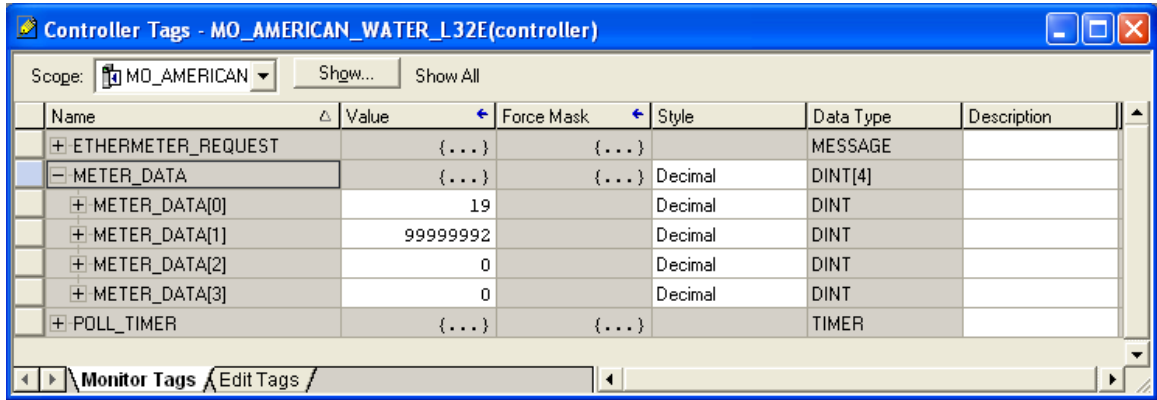 Controller Tags - MO_AMERICAN_WATER_L32E(controller)
Scope: MO_AMERICAN Show... Show All
Name Value Force Mask Style Data Type Description
ETHERMETER_REQUEST {...} {...} MESSAGE
METER_DATA {...} {...} Decimal DINT[4]
METER_DATA[0] 19 Decimal DINT
METER_DATA[1] 99999992 Decimal DINT
METER_DATA[2] 0 Decimal DINT
METER_DATA[3] 0 Decimal DINT
POLL_TIMER {...} {...} TIMER
Monitor Tags Edit Tags